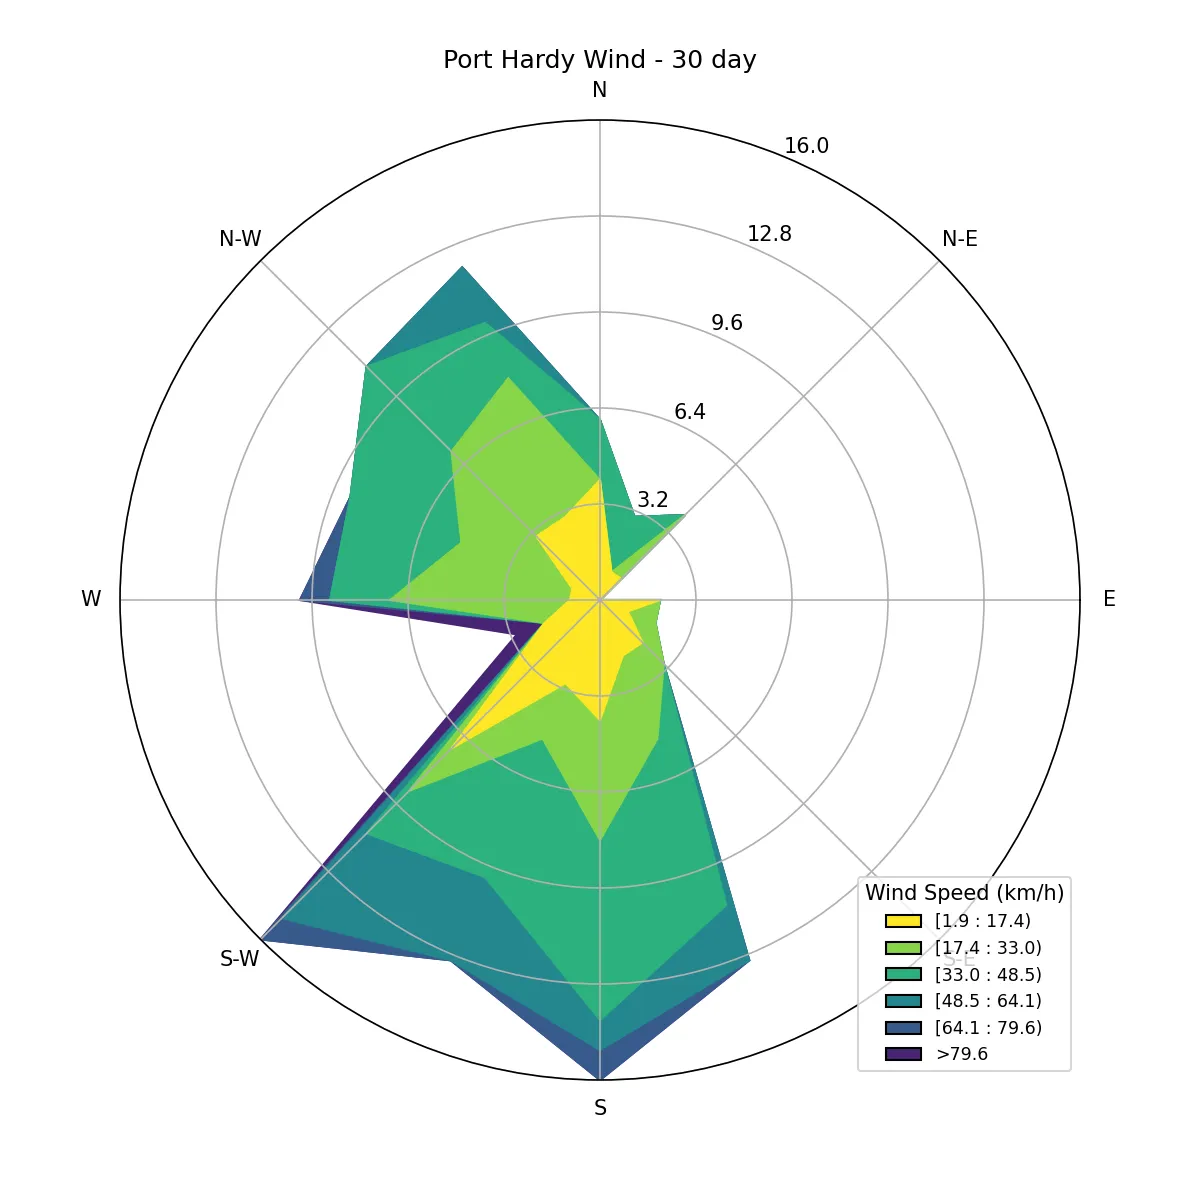 Port Hardy Wind - 30 day
N
16.0
12.8
N-W
N-E
9.6
6.4
3.2
W
E
Wind Speed (km/h)
[1.9 : 17.4)
[17.4 : 33.0)
S-W
S-E
[33.0 : 48.5)
[48.5 : 64.1)
[64.1 : 79.6)
>79.6
S